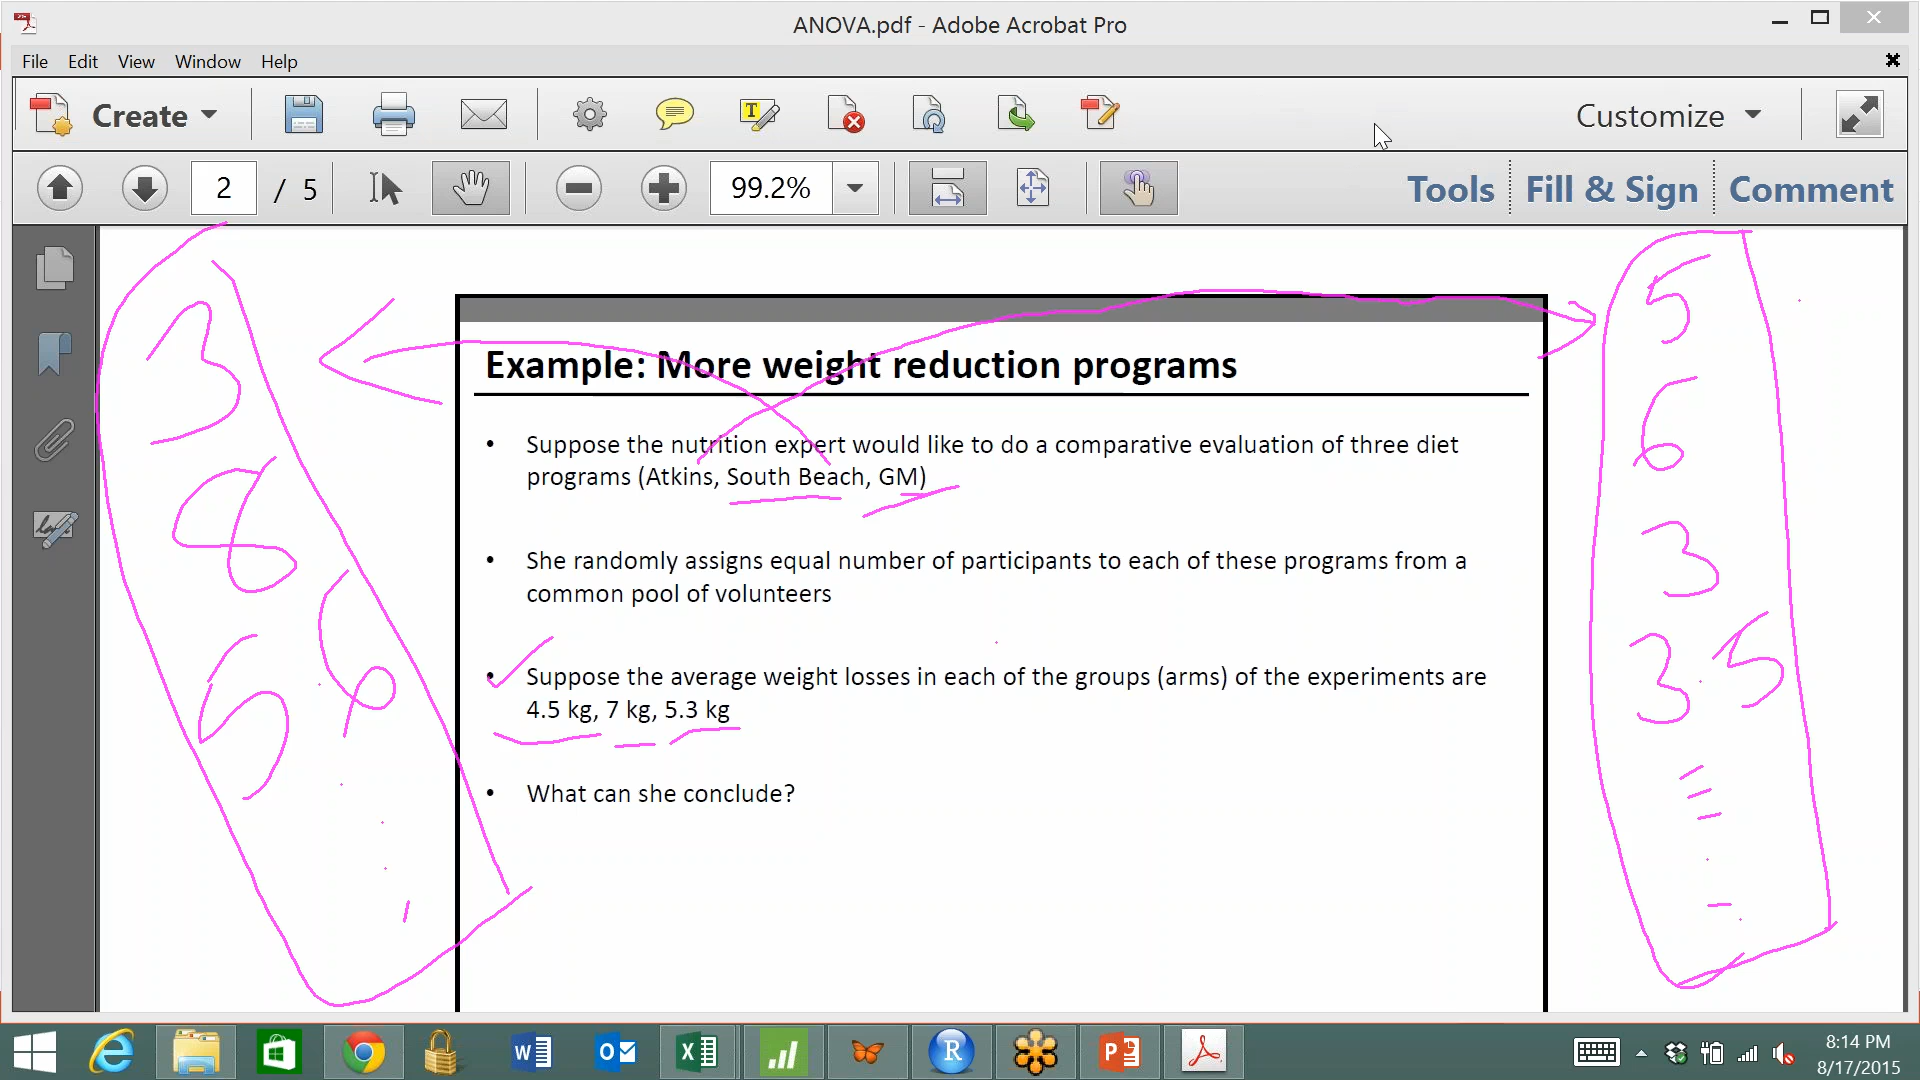 ANOVA.pdf - Adobe Acrobat Pro
File Edit View Window Help
Create Customize
2 / 5 99.2% Tools Fill & Sign Comment
Example: More weight reduction programs
• Suppose the nutrition expert would like to do a comparative evaluation of three diet
programs (Atkins, South Beach, GM)
• She randomly assigns equal number of participants to each of these programs from a
common pool of volunteers
• Suppose the average weight losses in each of the groups (arms) of the experiments are
4.5 kg, 7 kg, 5.3 kg
• What can she conclude?
3
8
6
5
5
6
3
3.5
8:14 PM
8/17/2015